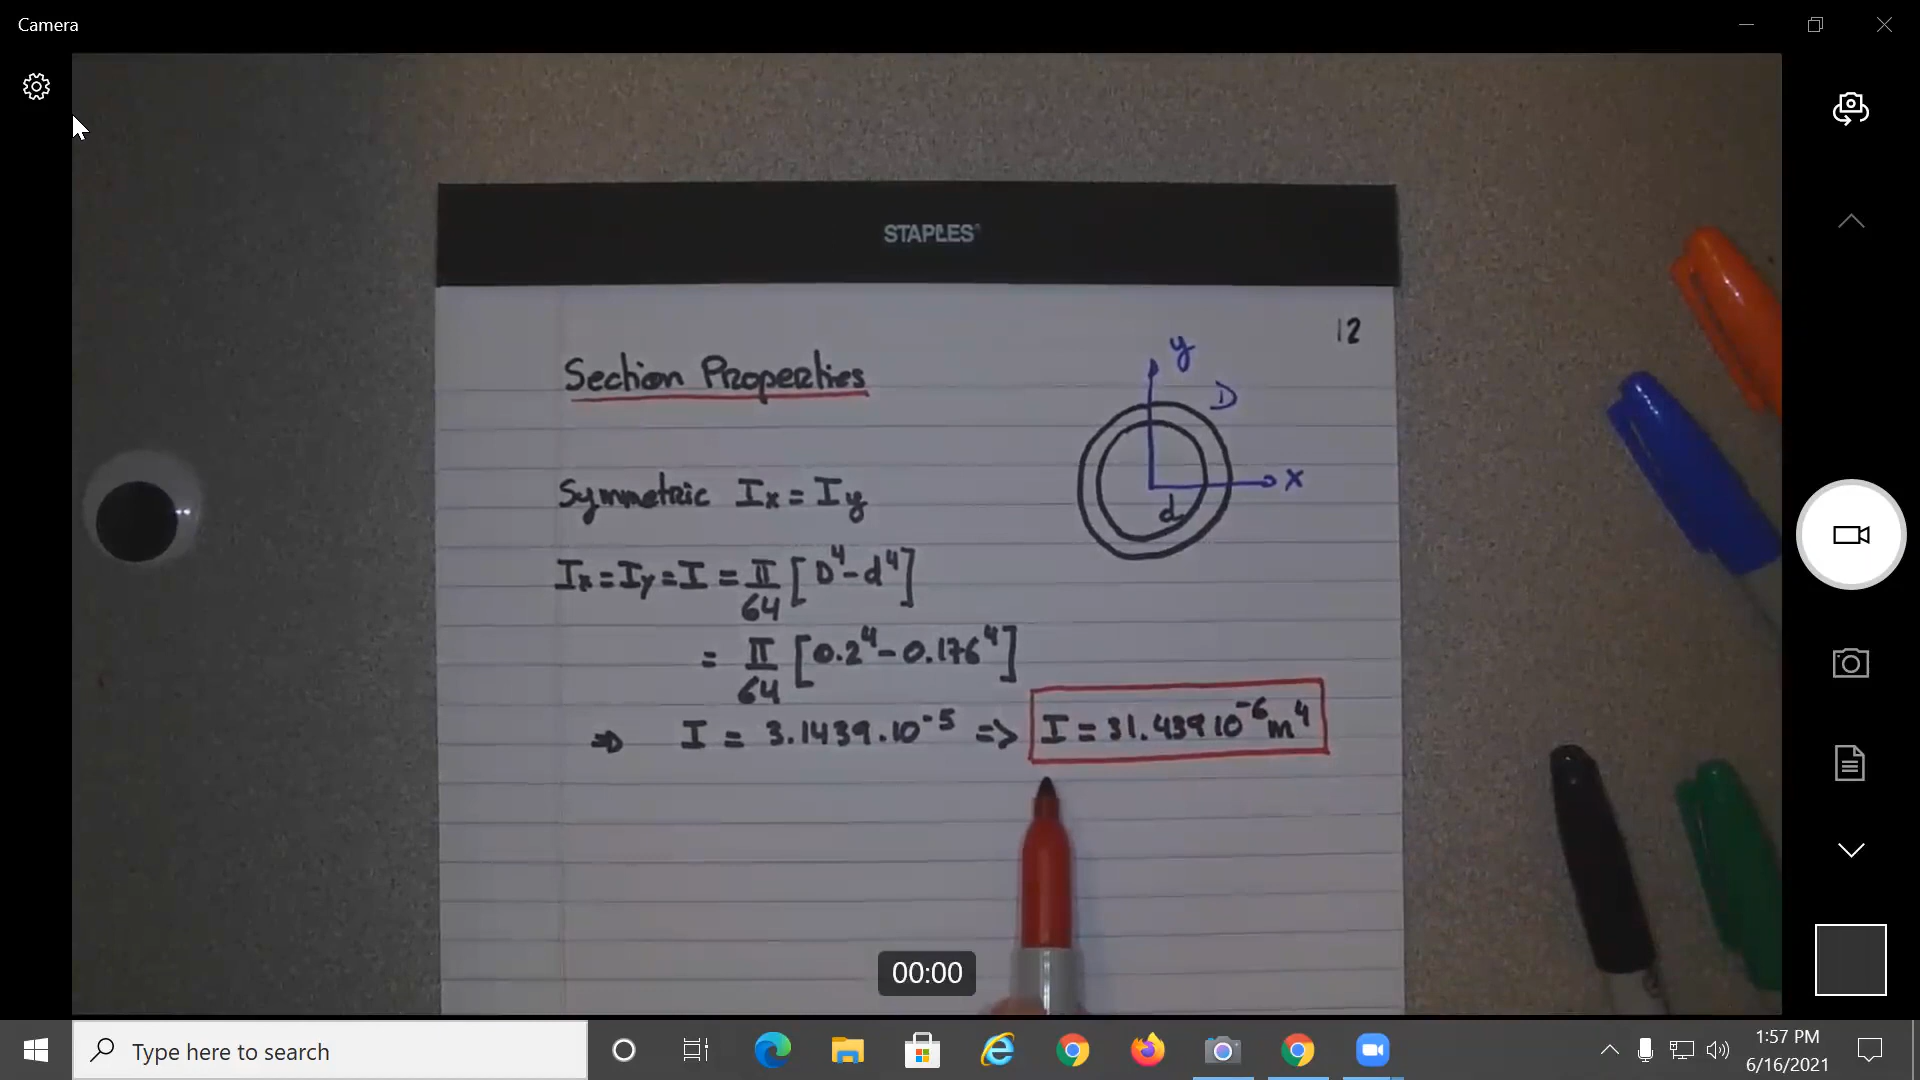 Camera
STAPLES
12
Section Properties
y
D
x
d
Symmetric Ix = Iy
Ix = Iy = I = π/64 [D⁴ - d⁴]
= π/64 [0.2⁴ - 0.176⁴]
⇒ I = 3.1439.10⁻⁵ => I = 31.439 10⁻⁶ m⁴
00:00
Type here to search
1:57 PM
6/16/2021